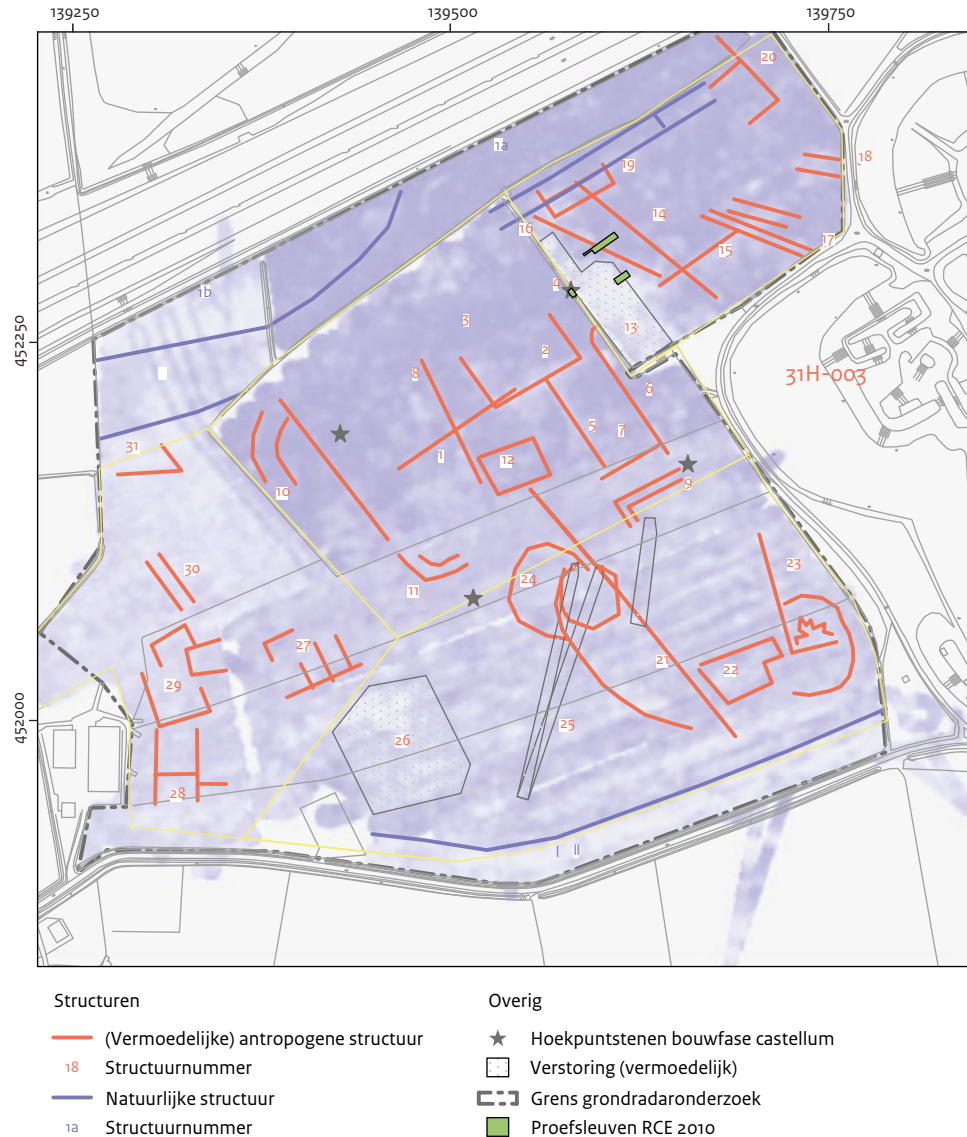 139250 139500 139750
452250
452000
20
1a
18
19
14
16
15
17
1b
4
3
13
2
8
31H-003
6
5
7
1
12
31
9
10
30
24
23
11
27
21
22
29
25
26
28
I II
Structuren
(Vermoedelijke) antropogene structuur
18 Structuurnummer
Natuurlijke structuur
1a Structuurnummer
Overig
Hoekpuntstenen bouwfase castellum
Verstoring (vermoedelijk)
Grens grondradaronderzoek
Proefsleuven RCE 2010